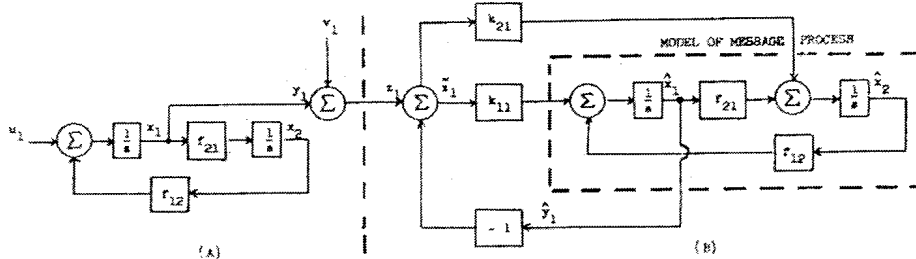 k21
MODEL OF MESSAGE PROCESS
v1
y1
z1
x̃1
k11
Σ
1/s
x̂1
f21
Σ
1/s
x̂2
Σ
Σ
u1
Σ
1/s
x1
f21
1/s
x2
f12
f12
ŷ1
- 1
(A)
(B)